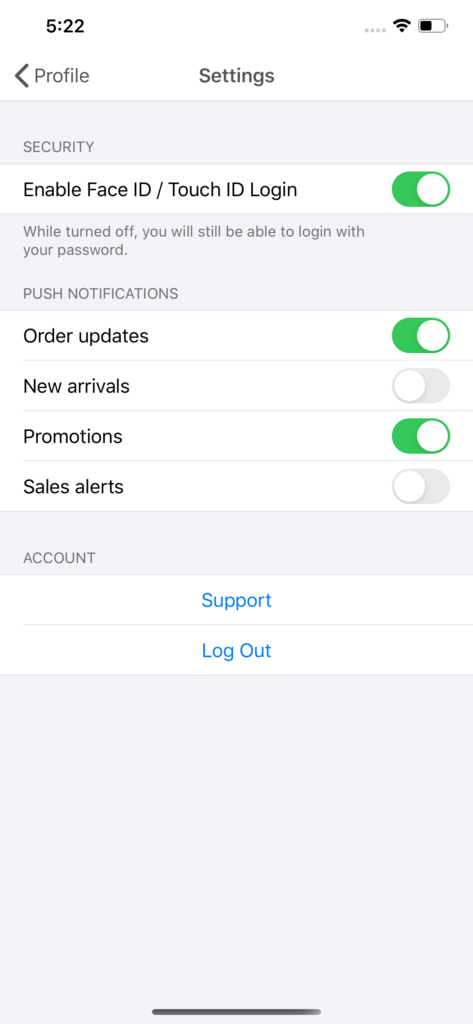 5:22
Profile
Settings
SECURITY
Enable Face ID / Touch ID Login
While turned off, you will still be able to login with
your password.
PUSH NOTIFICATIONS
Order updates
New arrivals
Promotions
Sales alerts
ACCOUNT
Support
Log Out